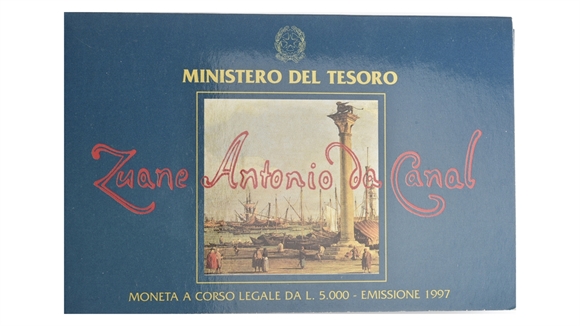 MINISTERO DEL TESORO
Zuane Antonio da Canal
MONETA A CORSO LEGALE DA L. 5.000 - EMISSIONE 1997